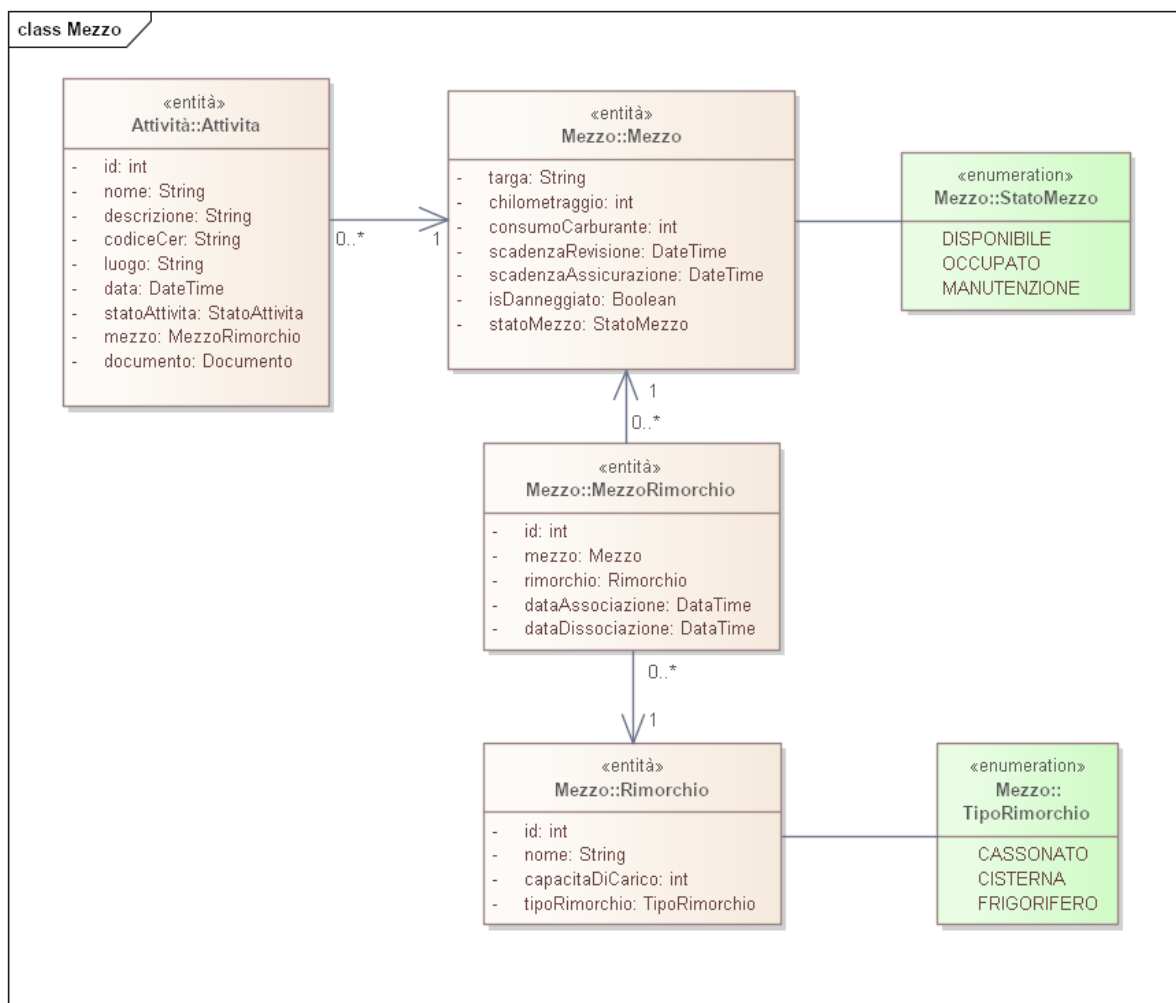 class Mezzo
«entità»
Attività::Attivita
- id: int
- nome: String
- descrizione: String
- codiceCer: String
- luogo: String
- data: DateTime
- statoAttivita: StatoAttivita
- mezzo: MezzoRimorchio
- documento: Documento
0..*
1
«entità»
Mezzo::Mezzo
- targa: String
- chilometraggio: int
- consumoCarburante: int
- scadenzaRevisione: DateTime
- scadenzaAssicurazione: DateTime
- isDanneggiato: Boolean
- statoMezzo: StatoMezzo
«enumeration»
Mezzo::StatoMezzo
DISPONIBILE
OCCUPATO
MANUTENZIONE
1
0..*
«entità»
Mezzo::MezzoRimorchio
- id: int
- mezzo: Mezzo
- rimorchio: Rimorchio
- dataAssociazione: DataTime
- dataDissociazione: DataTime
0..*
1
«entità»
Mezzo::Rimorchio
- id: int
- nome: String
- capacitaDiCarico: int
- tipoRimorchio: TipoRimorchio
«enumeration»
Mezzo::
TipoRimorchio
CASSONATO
CISTERNA
FRIGORIFERO